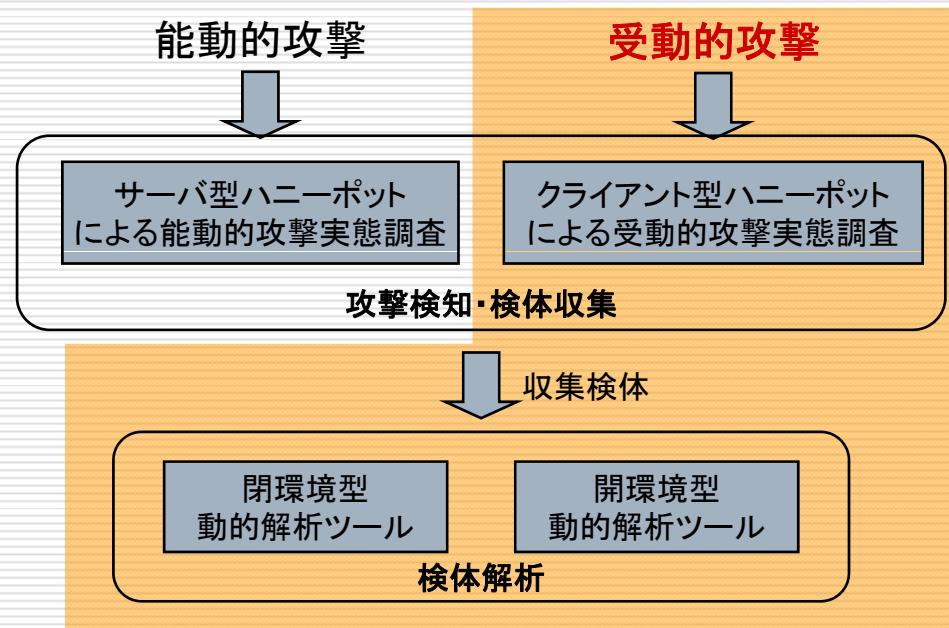 能動的攻撃
受動的攻撃
サーバ型ハニーポット
による能動的攻撃実態調査
クライアント型ハニーポット
による受動的攻撃実態調査
攻撃検知・検体収集
収集検体
閉環境型
動的解析ツール
開環境型
動的解析ツール
検体解析